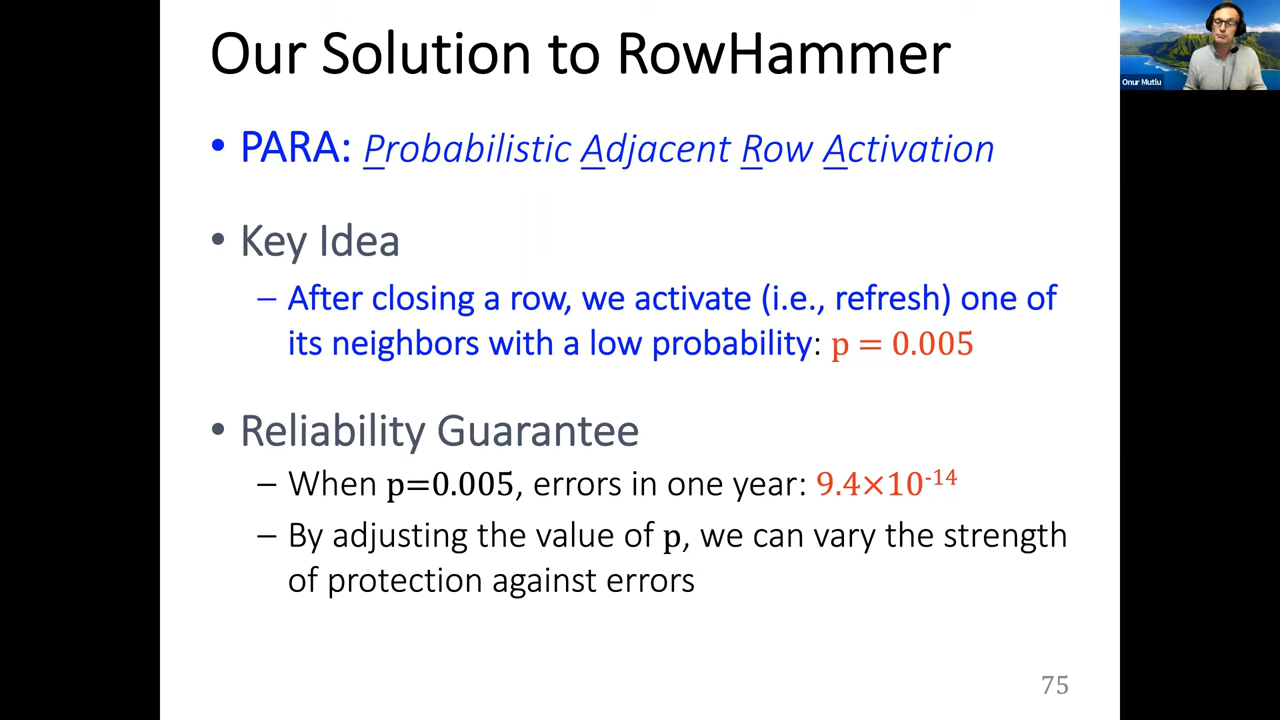 Our Solution to RowHammer
Onur Mutlu
• PARA: Probabilistic Adjacent Row Activation
• Key Idea
– After closing a row, we activate (i.e., refresh) one of
its neighbors with a low probability: p = 0.005
• Reliability Guarantee
– When p=0.005, errors in one year: 9.4×10⁻¹⁴
– By adjusting the value of p, we can vary the strength
of protection against errors
75